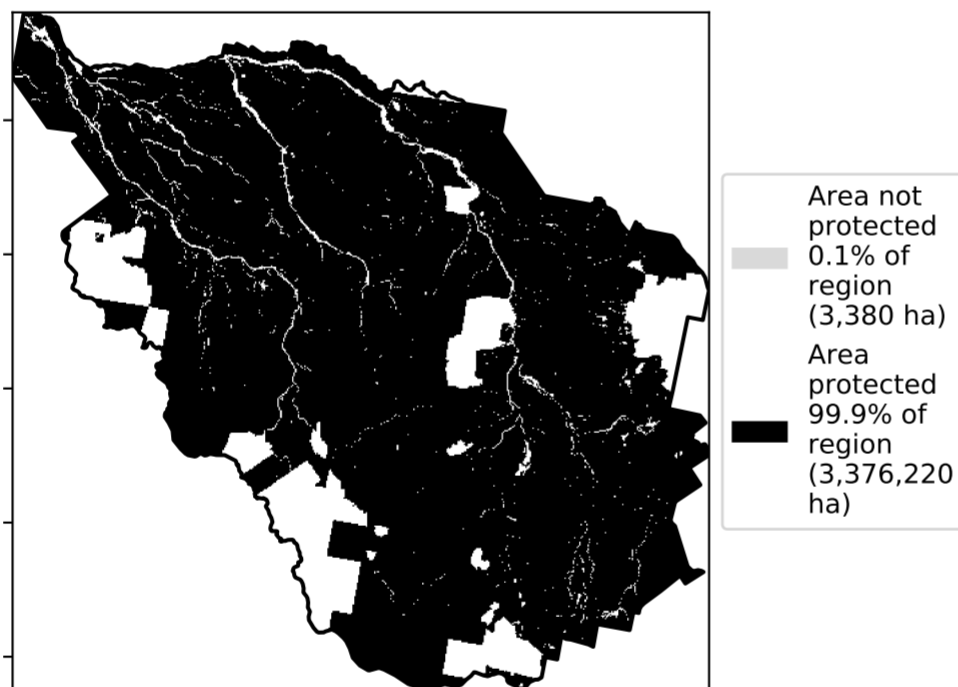 Area not
protected
0.1% of
region
(3,380 ha)
Area
protected
99.9% of
region
(3,376,220
ha)